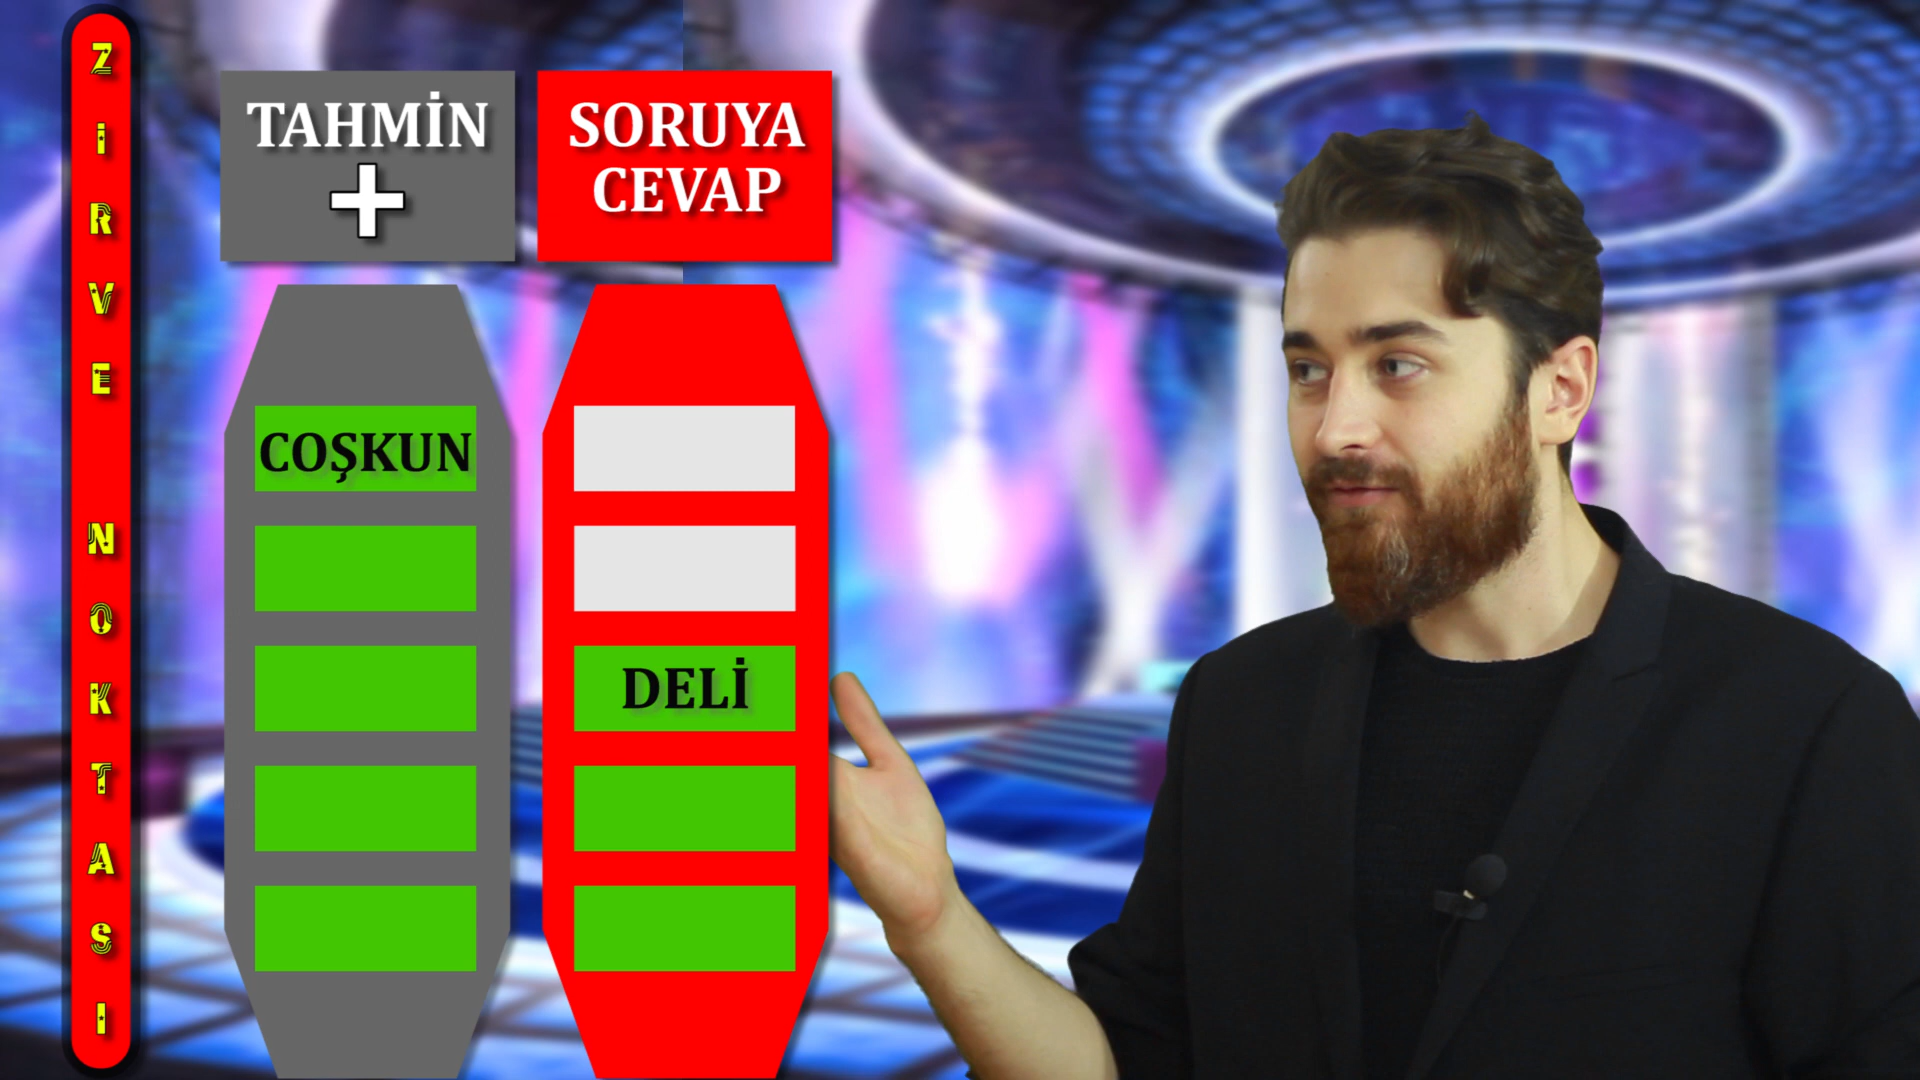 ZİRVE NOKTASI
TAHMİN
+
SORUYA
CEVAP
COŞKUN
DELİ